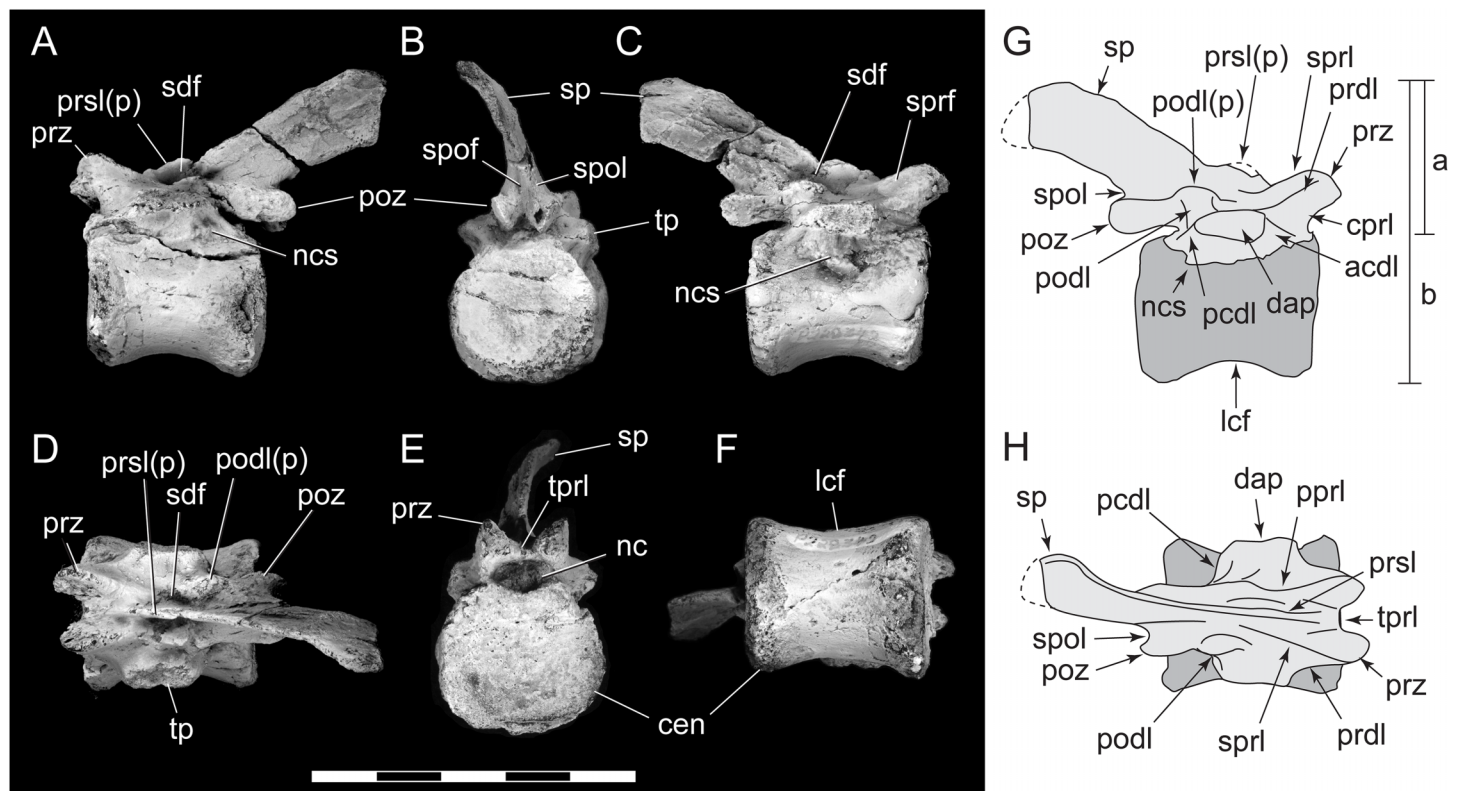 A
prsl(p)
sdf
prz
poz
ncs
B
sp
spof
spol
tp
C
sdf
sprf
ncs
D
prsl(p)
sdf
podl(p)
prz
poz
tp
E
sp
tprl
prz
nc
cen
F
lcf
G
sp
prsl(p)
sprl
podl(p)
prdl
prz
spol
poz
podl
ncs
pcdl
dap
acdl
cprl
lcf
a
b
H
sp
pcdl
dap
pprl
prsl
tprl
spol
poz
podl
sprl
prdl
prz